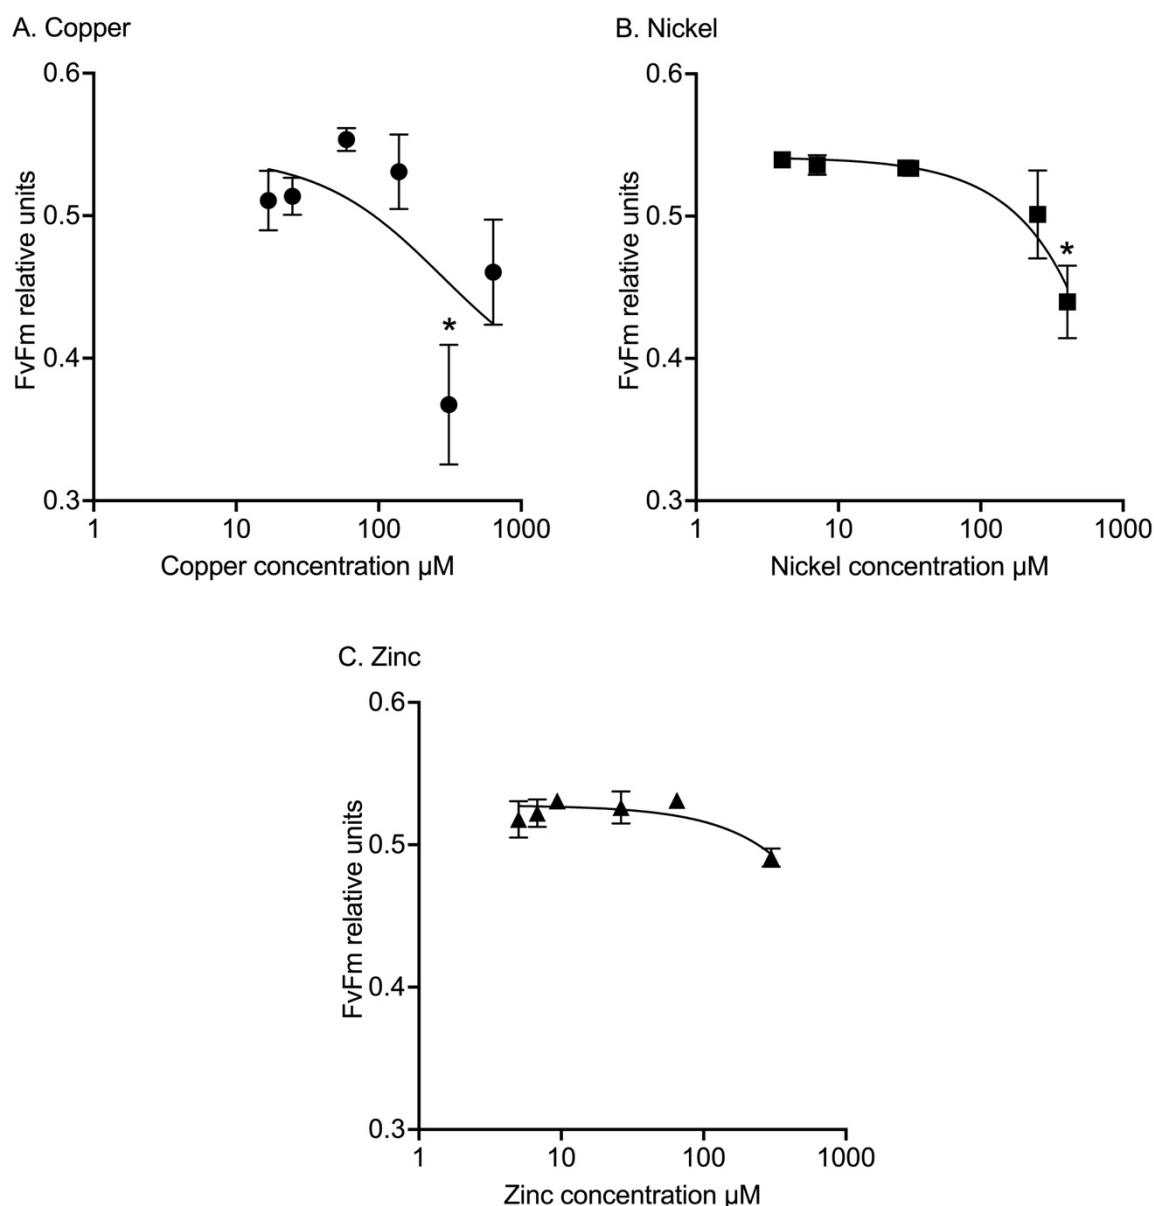 A. Copper
0.6
0.5
0.4
0.3
FvFm relative units
*
1 10 100 1000
Copper concentration µM
B. Nickel
0.6
0.5
0.4
0.3
FvFm relative units
*
1 10 100 1000
Nickel concentration µM
C. Zinc
0.6
0.5
0.4
0.3
FvFm relative units
1 10 100 1000
Zinc concentration µM